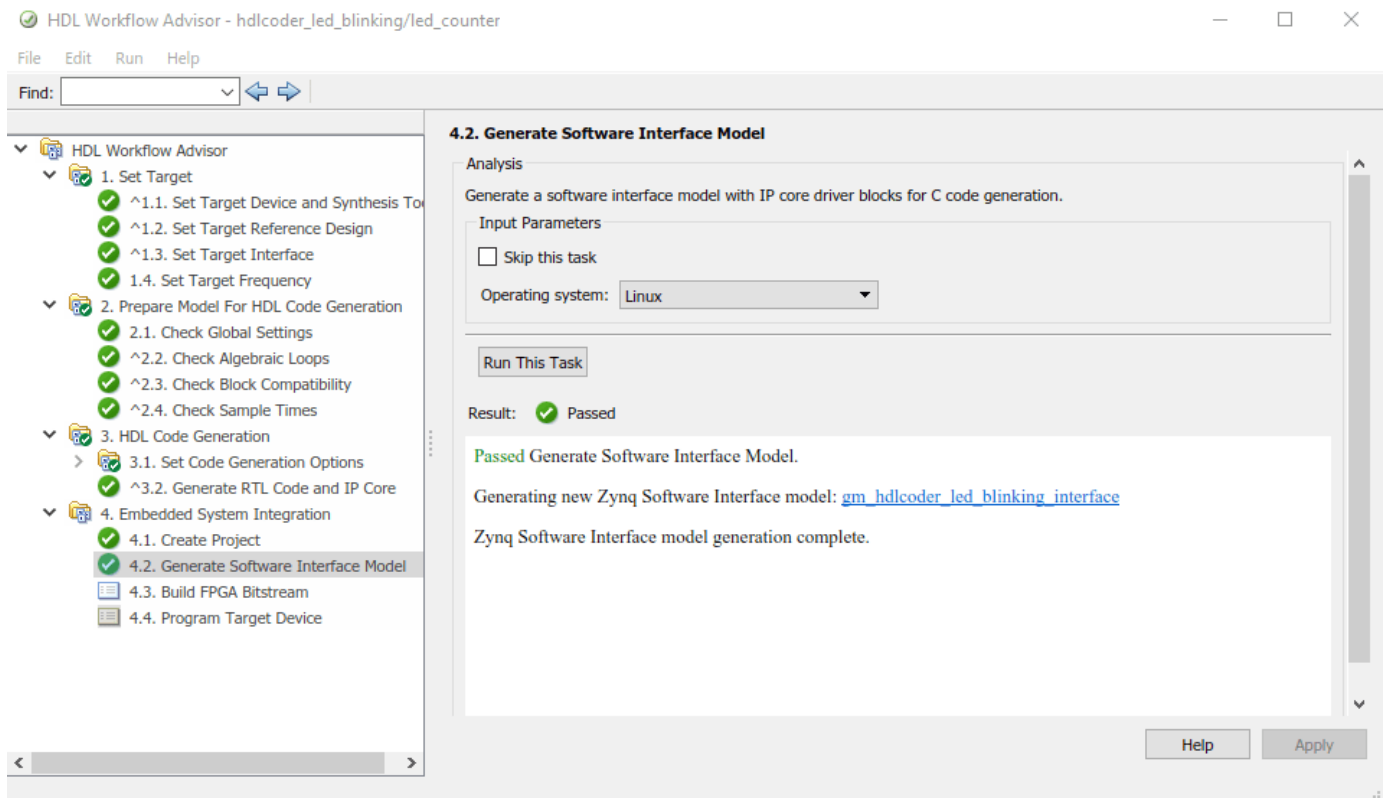 HDL Workflow Advisor - hdlcoder_led_blinking/led_counter
File Edit Run Help
Find:
HDL Workflow Advisor
1. Set Target
^1.1. Set Target Device and Synthesis To
^1.2. Set Target Reference Design
^1.3. Set Target Interface
1.4. Set Target Frequency
2. Prepare Model For HDL Code Generation
2.1. Check Global Settings
^2.2. Check Algebraic Loops
^2.3. Check Block Compatibility
^2.4. Check Sample Times
3. HDL Code Generation
3.1. Set Code Generation Options
^3.2. Generate RTL Code and IP Core
4. Embedded System Integration
4.1. Create Project
4.2. Generate Software Interface Model
4.3. Build FPGA Bitstream
4.4. Program Target Device
4.2. Generate Software Interface Model
Analysis
Generate a software interface model with IP core driver blocks for C code generation.
Input Parameters
Skip this task
Operating system: Linux
Run This Task
Result: Passed
Passed Generate Software Interface Model.
Generating new Zynq Software Interface model: gm_hdlcoder_led_blinking_interface
Zynq Software Interface model generation complete.
Help Apply